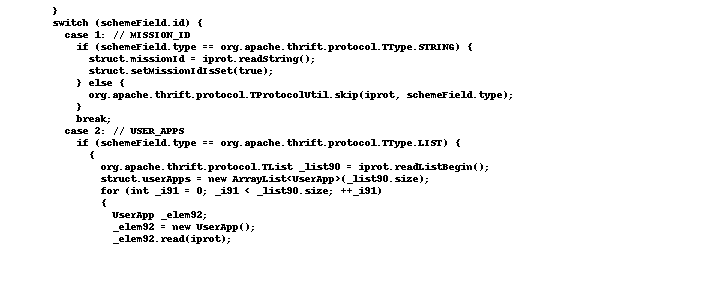 }
switch (schemeField.id) {
case 1: // MISSION_ID
if (schemeField.type == org.apache.thrift.protocol.TType.STRING) {
struct.missionId = iprot.readString();
struct.setMissionIdIsSet(true);
} else {
org.apache.thrift.protocol.TProtocolUtil.skip(iprot, schemeField.type);
}
break;
case 2: // USER_APPS
if (schemeField.type == org.apache.thrift.protocol.TType.LIST) {
{
org.apache.thrift.protocol.TList _list90 = iprot.readListBegin();
struct.userApps = new ArrayList<UserApp>(_list90.size);
for (int _i91 = 0; _i91 < _list90.size; ++_i91)
{
UserApp _elem92;
_elem92 = new UserApp();
_elem92.read(iprot);